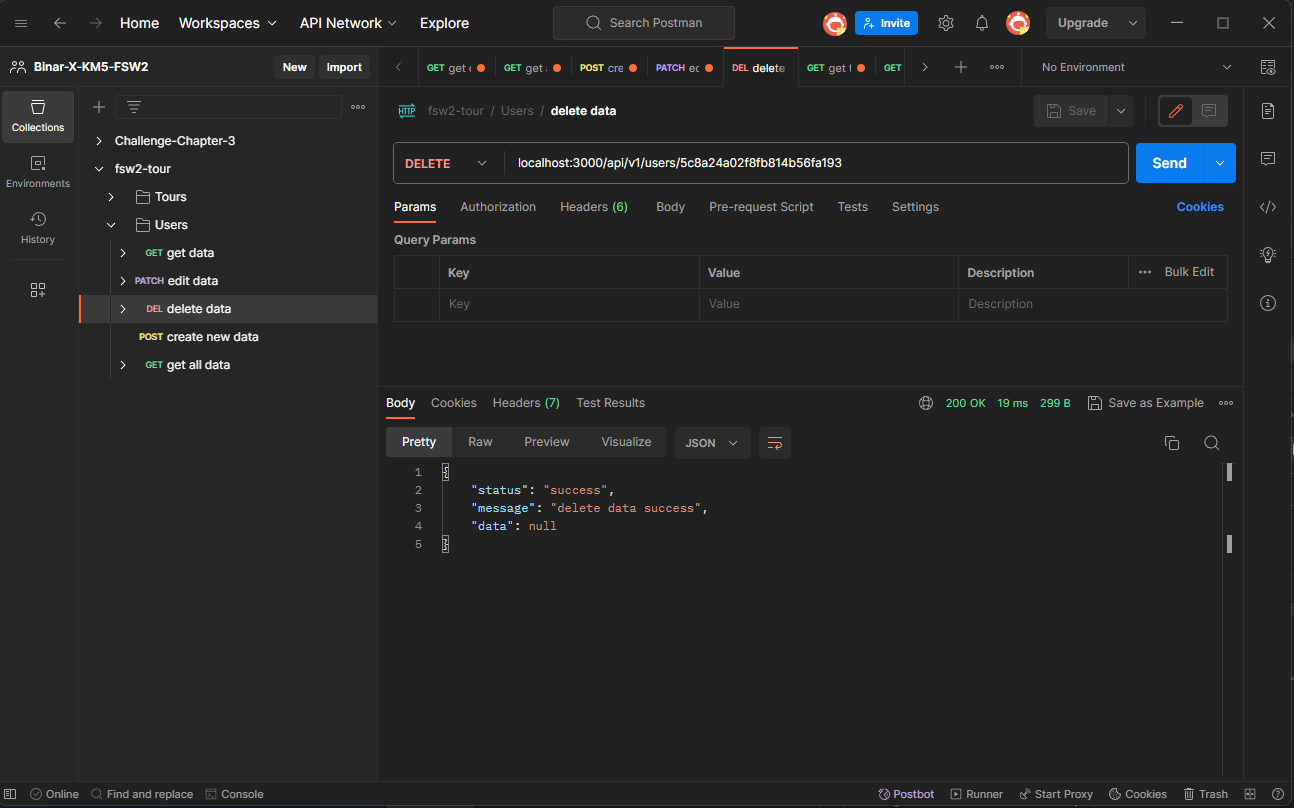 Home Workspaces API Network Explore Search Postman Invite Upgrade
Binar-X-KM5-FSW2 New Import
GET get POST cre PATCH DEL delete GET get GET No Environment
Collections
Environments
History
Challenge-Chapter-3
fsw2-tour
Tours
Users
GET get data
PATCH edit data
DEL delete data
POST create new data
GET get all data
HTTP fsw2-tour / Users / delete data Save
DELETE localhost:3000/api/v1/users/5c8a24a02f8fb814b56fa193 Send
Params Authorization Headers (6) Body Pre-request Script Tests Settings Cookies
Query Params
Key Value Description Bulk Edit
Key Value Description
Body Cookies Headers (7) Test Results 200 OK 19 ms 299 B Save as Example
Pretty Raw Preview Visualize JSON
1 {
2 "status": "success",
3 "message": "delete data success",
4 "data": null
5 }
Online Find and replace Console Postbot Runner Start Proxy Cookies Trash